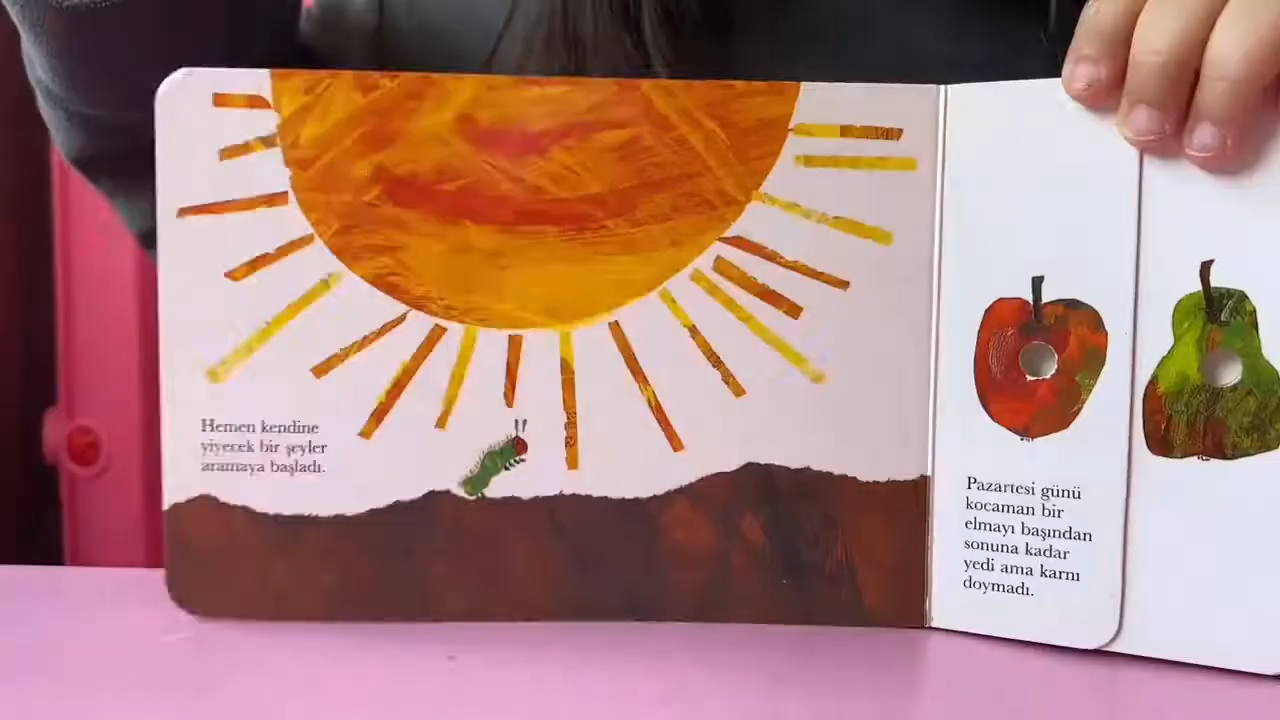 Hemen kendine
yiyecek bir şeyler
aramaya başladı.
Pazartesi günü
kocaman bir
elmayı başından
sonuna kadar
yedi ama karnı
doymadı.